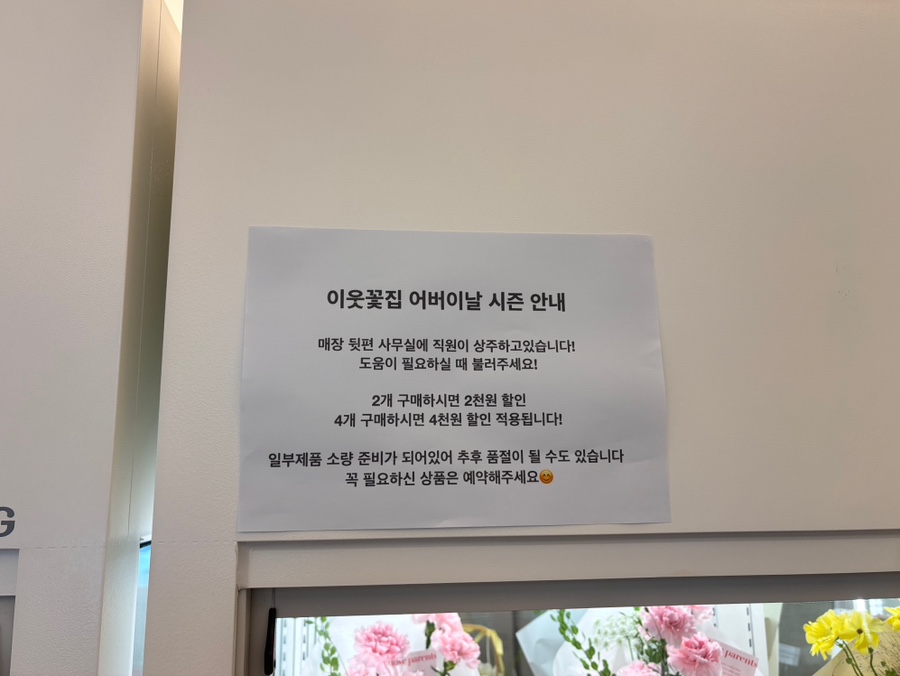 이웃꽃집 어버이날 시즌 안내
매장 뒷편 사무실에 직원이 상주하고있습니다!
도움이 필요하실 때 불러주세요!
2개 구매하시면 2천원 할인
4개 구매하시면 4천원 할인 적용됩니다!
일부제품 소량 준비가 되어있어 추후 품절이 될 수도 있습니다
꼭 필요하신 상품은 예약해주세요😊
G
parents
parents